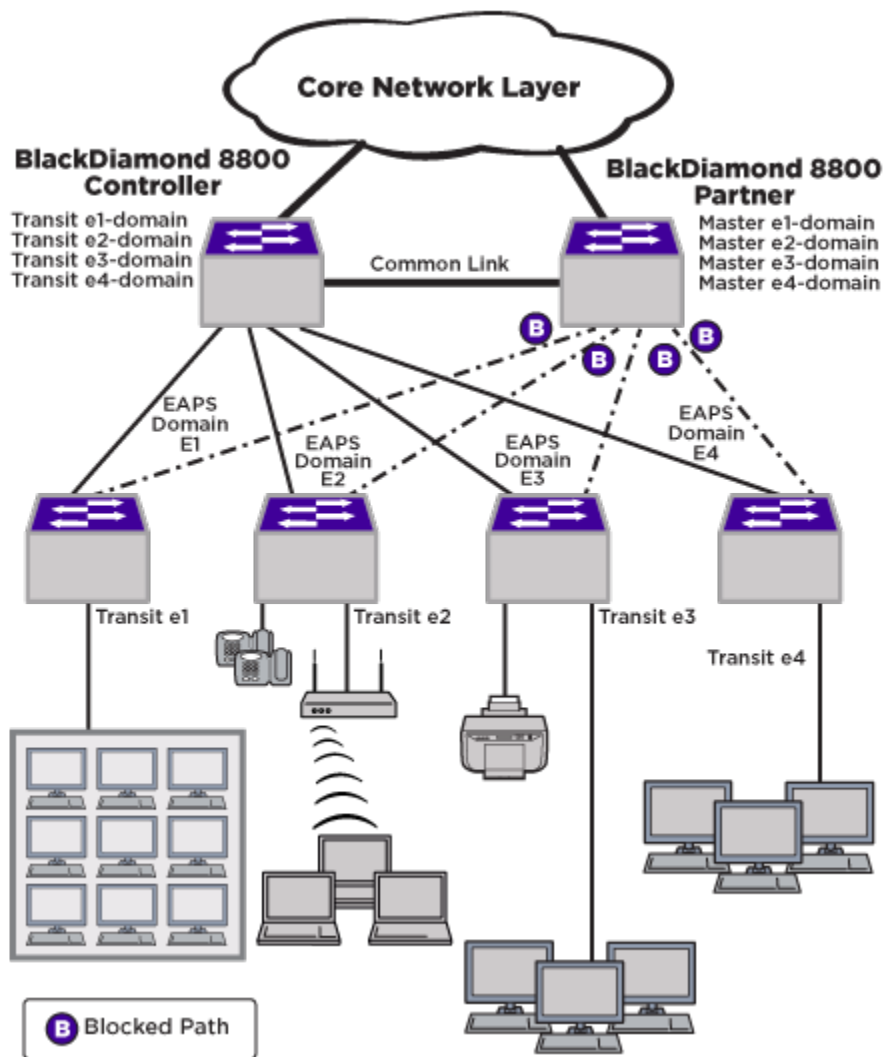 Core Network Layer
BlackDiamond 8800
Controller
Transit e1-domain
Transit e2-domain
Transit e3-domain
Transit e4-domain
BlackDiamond 8800
Partner
Master e1-domain
Master e2-domain
Master e3-domain
Master e4-domain
Common Link
B
B
B
B
EAPS
Domain
E1
EAPS
Domain
E2
EAPS
Domain
E3
EAPS
Domain
E4
Transit e1
Transit e2
Transit e3
Transit e4
B Blocked Path